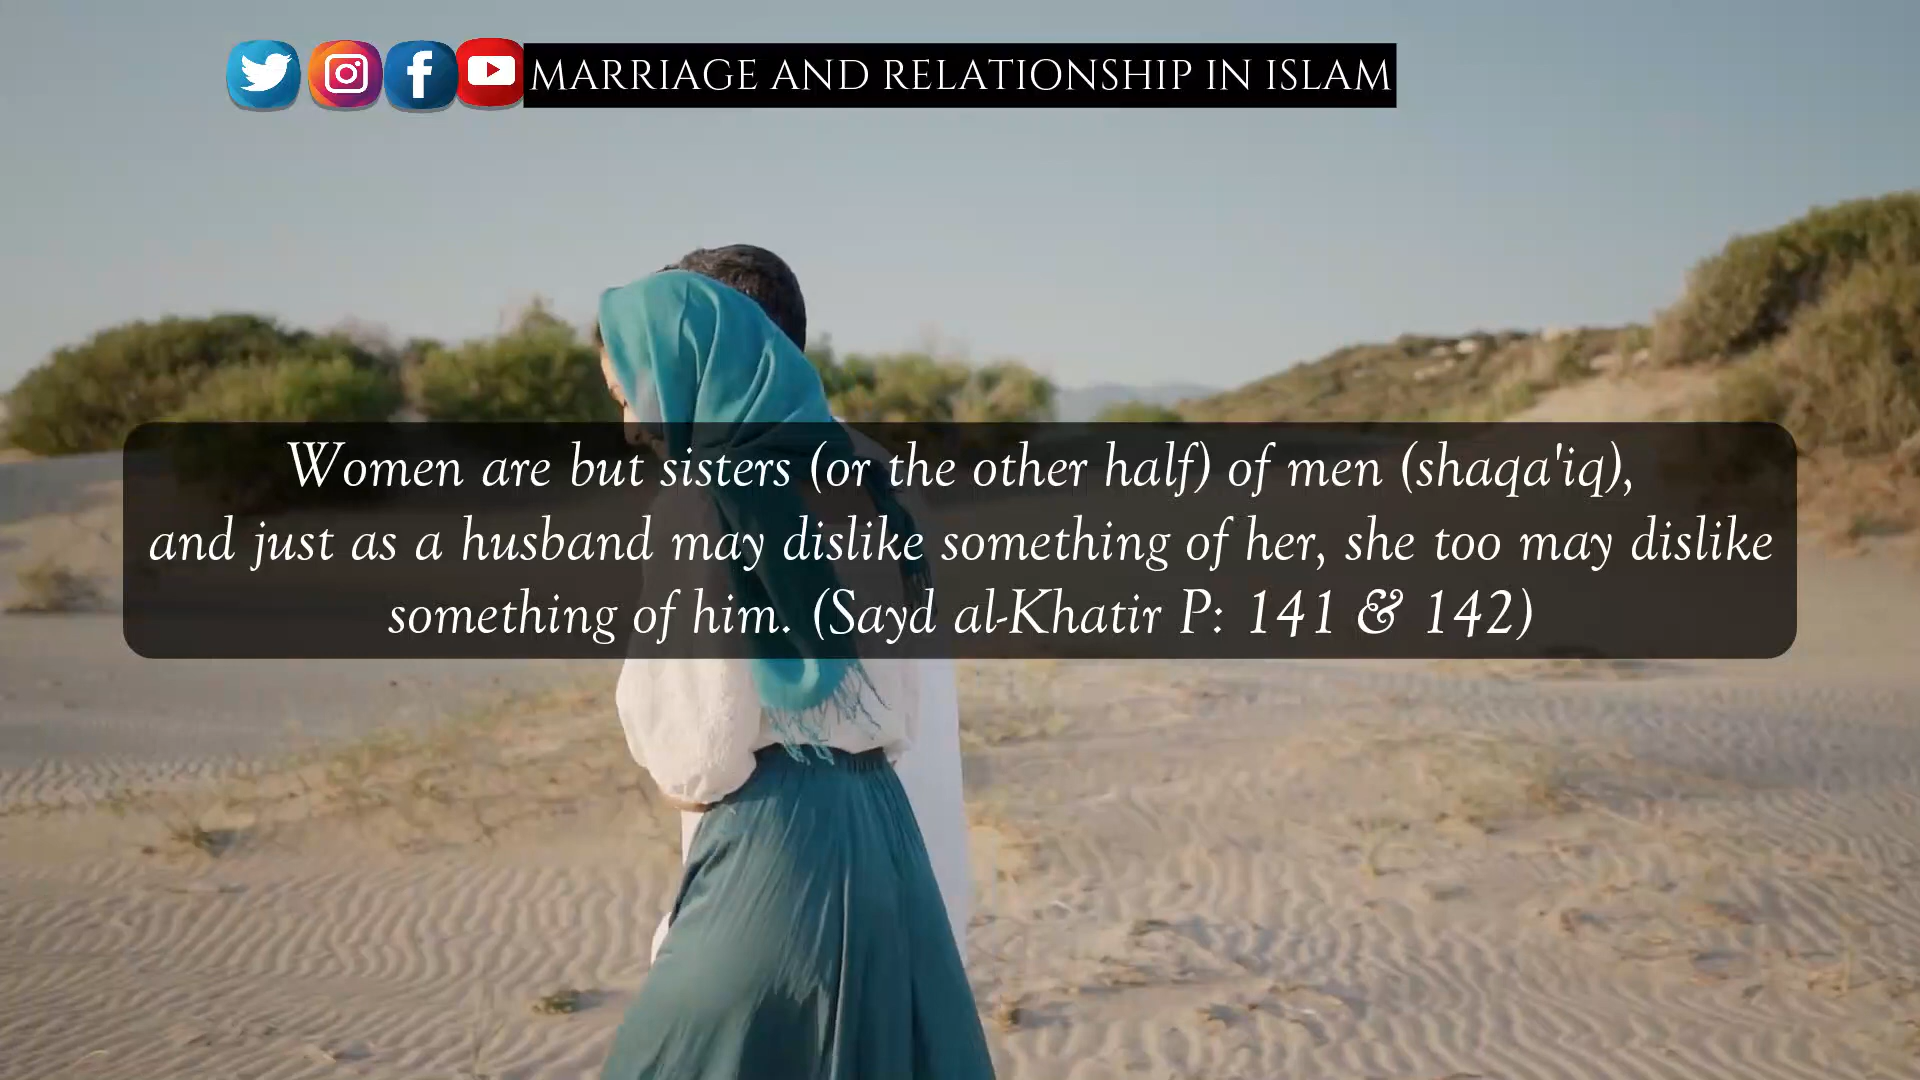 MARRIAGE AND RELATIONSHIP IN ISLAM
Women are but sisters (or the other half) of men (shaqa'iq),
and just as a husband may dislike something of her, she too may dislike
something of him. (Sayd al-Khatir P: 141 & 142)